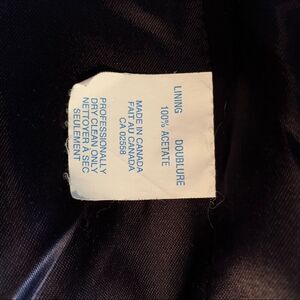 LINING DOUBLURE
100% ACETATE
MADE IN CANADA
FAIT AU CANADA
CA 02558
PROFESSIONALLY
DRY CLEAN ONLY
NETTOYER À SEC
SEULEMENT